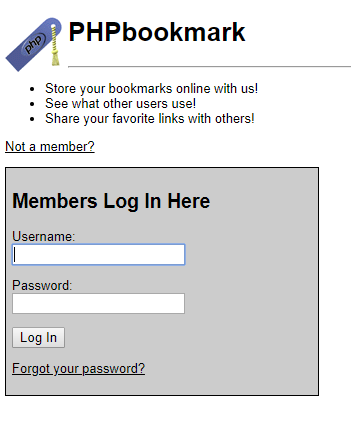 php
PHPbookmark
Store your bookmarks online with us!
See what other users use!
Share your favorite links with others!
Not a member?
Members Log In Here
Username:
Password:
Log In
Forgot your password?